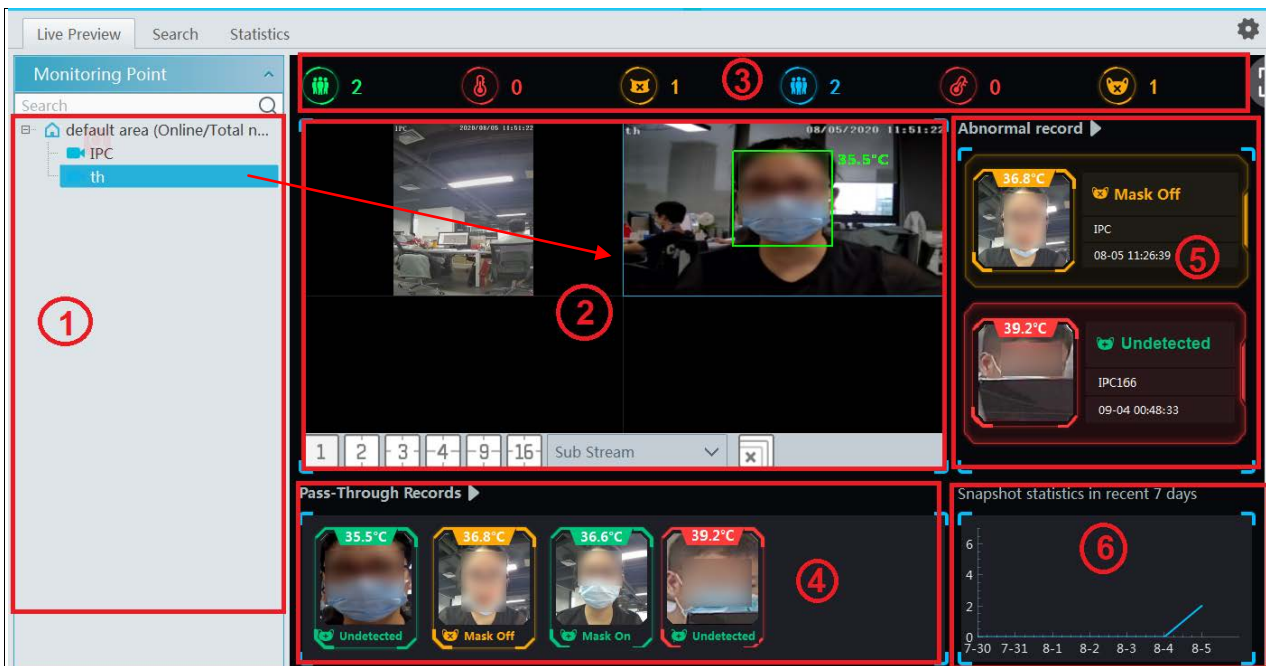 Live Preview Search Statistics
Monitoring Point
Search
default area (Online/Total n...
IPC
th
1
2 0 1 3 2 0 1
IPC 2020/08/05 11:51:22
th 08/05/2020 11:51:22
35.5°C
2
1 2 3 4 9 16 Sub Stream
Abnormal record
36.8°C
Mask Off
IPC
08-05 11:26:39
5
39.2°C
Undetected
IPC166
09-04 00:48:33
Pass-Through Records
35.5°C 36.8°C 36.6°C 39.2°C
4
Undetected Mask Off Mask On Undetected
Snapshot statistics in recent 7 days
6
6
4
2
0
7-30 7-31 8-1 8-2 8-3 8-4 8-5